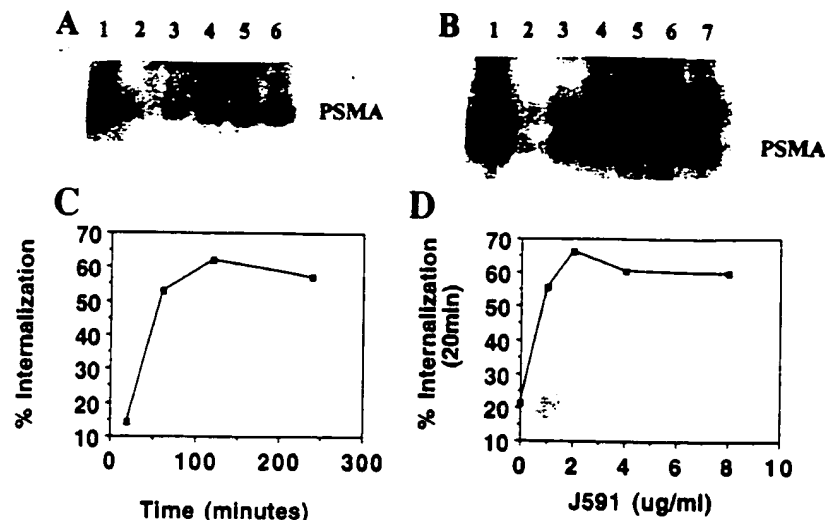 A 1 2 3 4 5 6
PSMA
B 1 2 3 4 5 6 7
PSMA
C
% Internalization
70
60
50
40
30
20
10
0 100 200 300
Time (minutes)
D
% Internalization
(20min)
70
60
50
40
30
20
10
0 2 4 6 8 10
J591 (ug/ml)